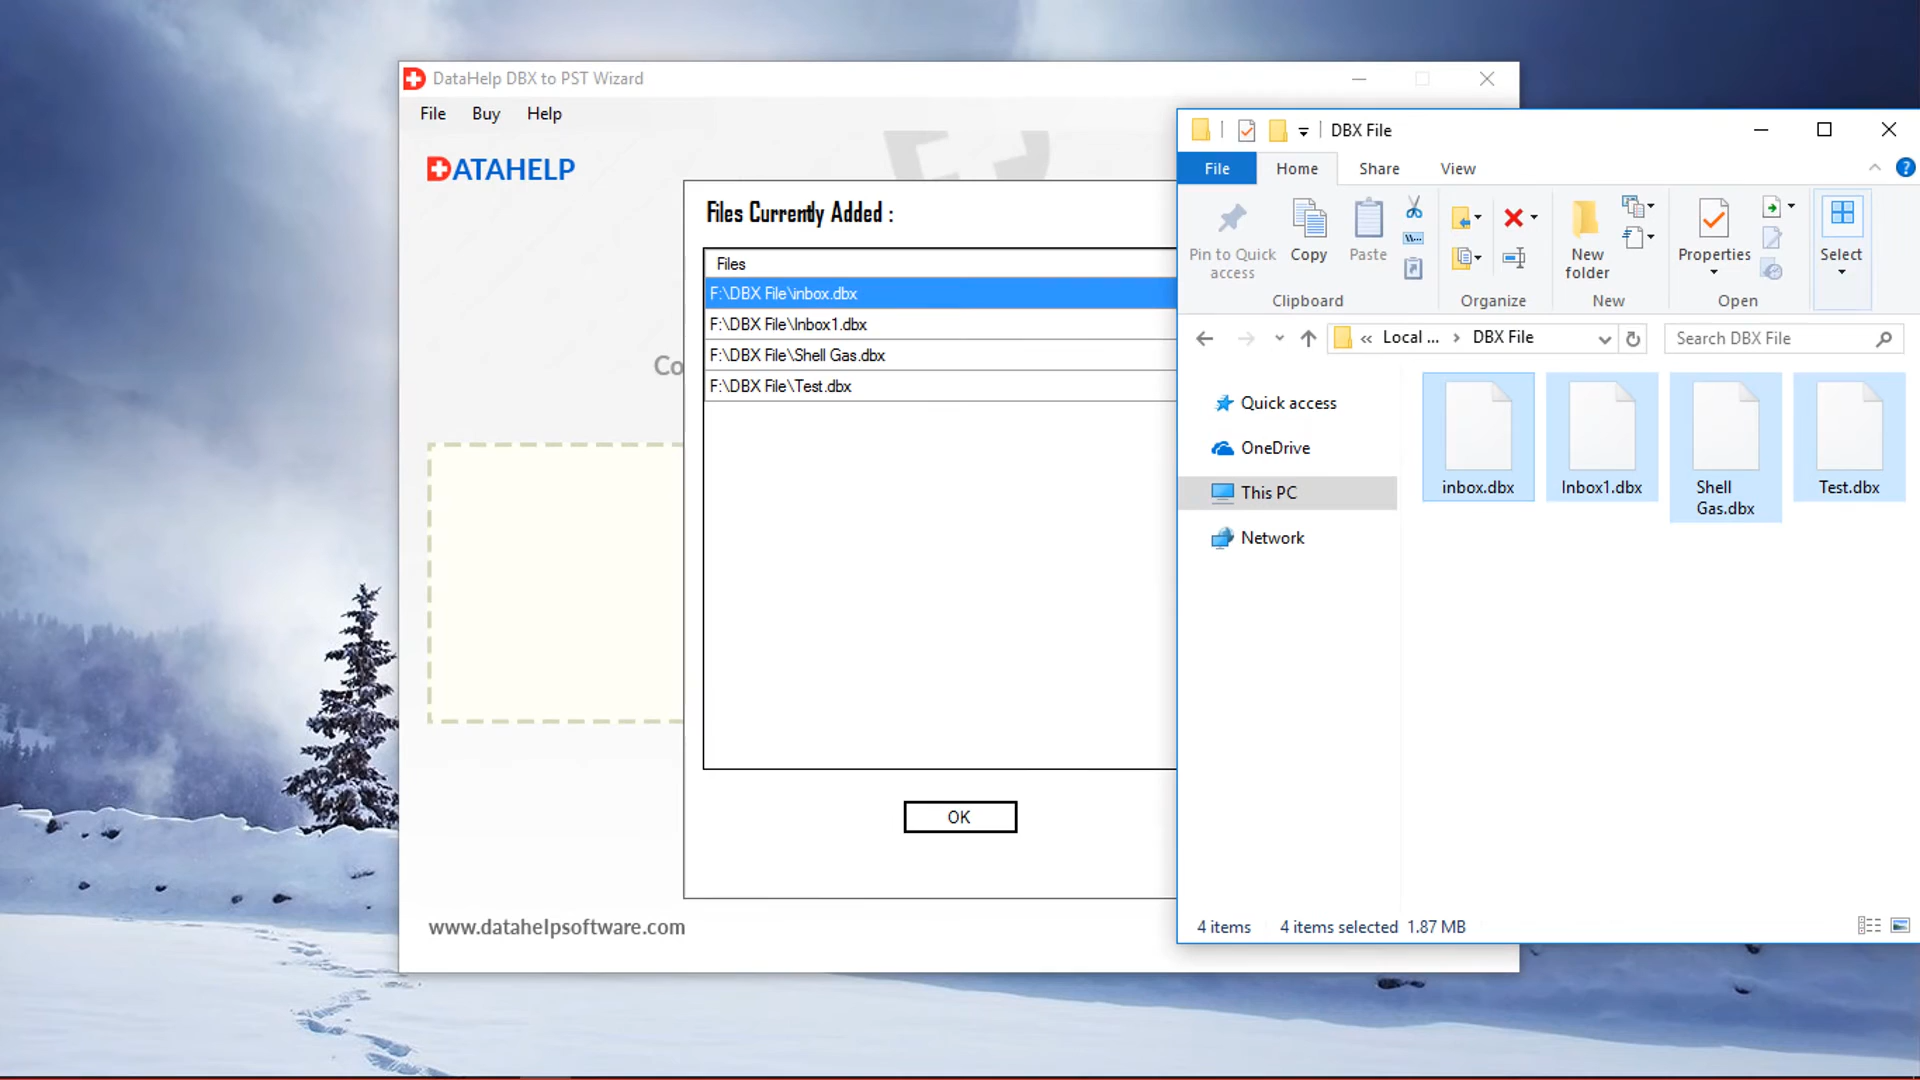 DataHelp DBX to PST Wizard
File Buy Help
DATAHELP
Files Currently Added :
Files
F:\DBX File\inbox.dbx
F:\DBX File\Inbox1.dbx
F:\DBX File\Shell Gas.dbx
F:\DBX File\Test.dbx
Co
OK
www.datahelpsoftware.com
DBX File
File Home Share View
Pin to Quick access
Copy
Paste
New folder
Properties
Select
Clipboard Organize New Open
« Local ... > DBX File
Search DBX File
Quick access
OneDrive
This PC
Network
inbox.dbx
Inbox1.dbx
Shell
Gas.dbx
Test.dbx
4 items 4 items selected 1.87 MB